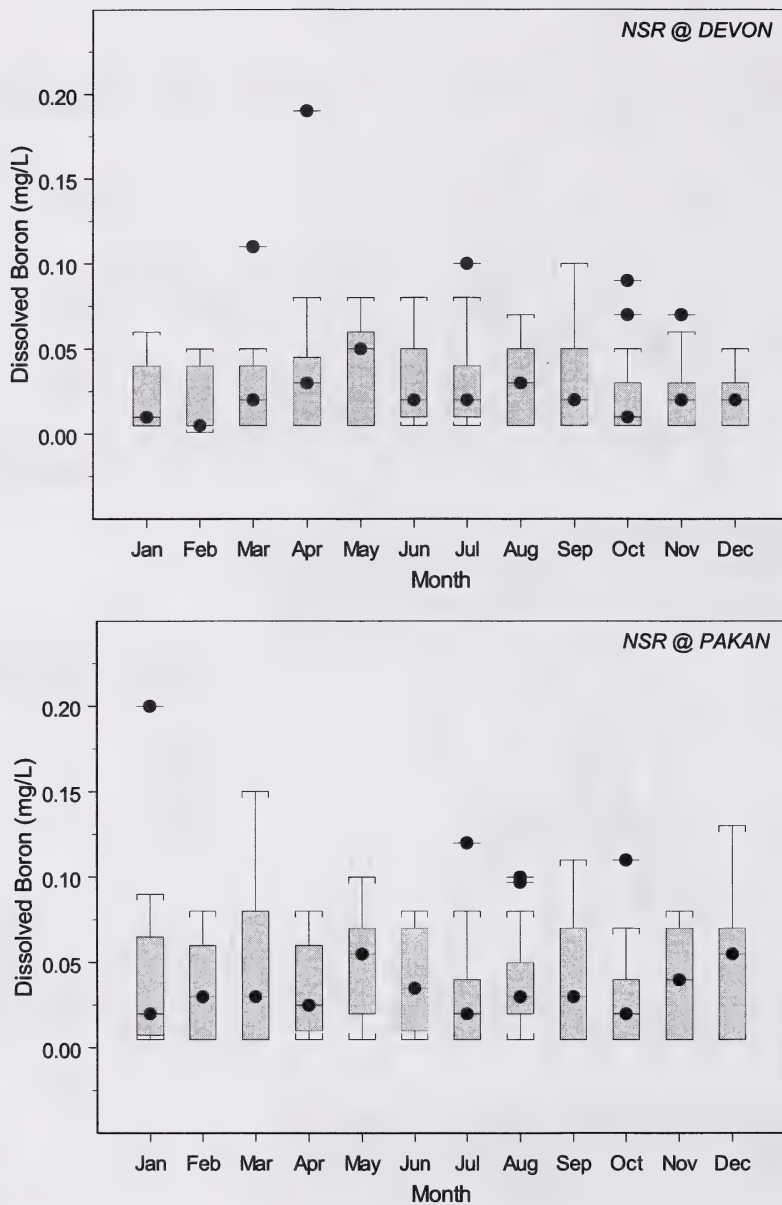 NSR @ DEVON
Dissolved Boron (mg/L)
0.20
0.15
0.10
0.05
0.00
Jan Feb Mar Apr May Jun Jul Aug Sep Oct Nov Dec
Month
NSR @ PAKAN
Dissolved Boron (mg/L)
0.20
0.15
0.10
0.05
0.00
Jan Feb Mar Apr May Jun Jul Aug Sep Oct Nov Dec
Month